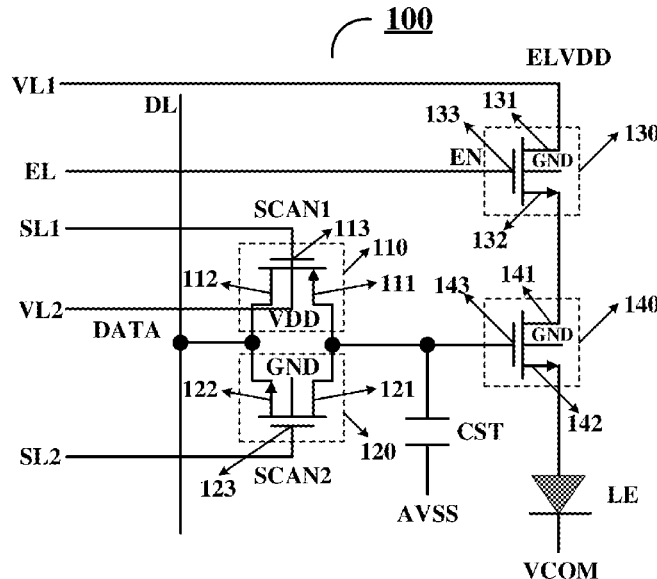 100
ELVDD
VL1
DL
131
133
130
EN
GND
EL
SCAN1
132
SL1
113
110
112
111
141
143
140
VL2
VDD
DATA
GND
GND
122
121
142
CST
120
SL2
123
SCAN2
LE
AVSS
VCOM